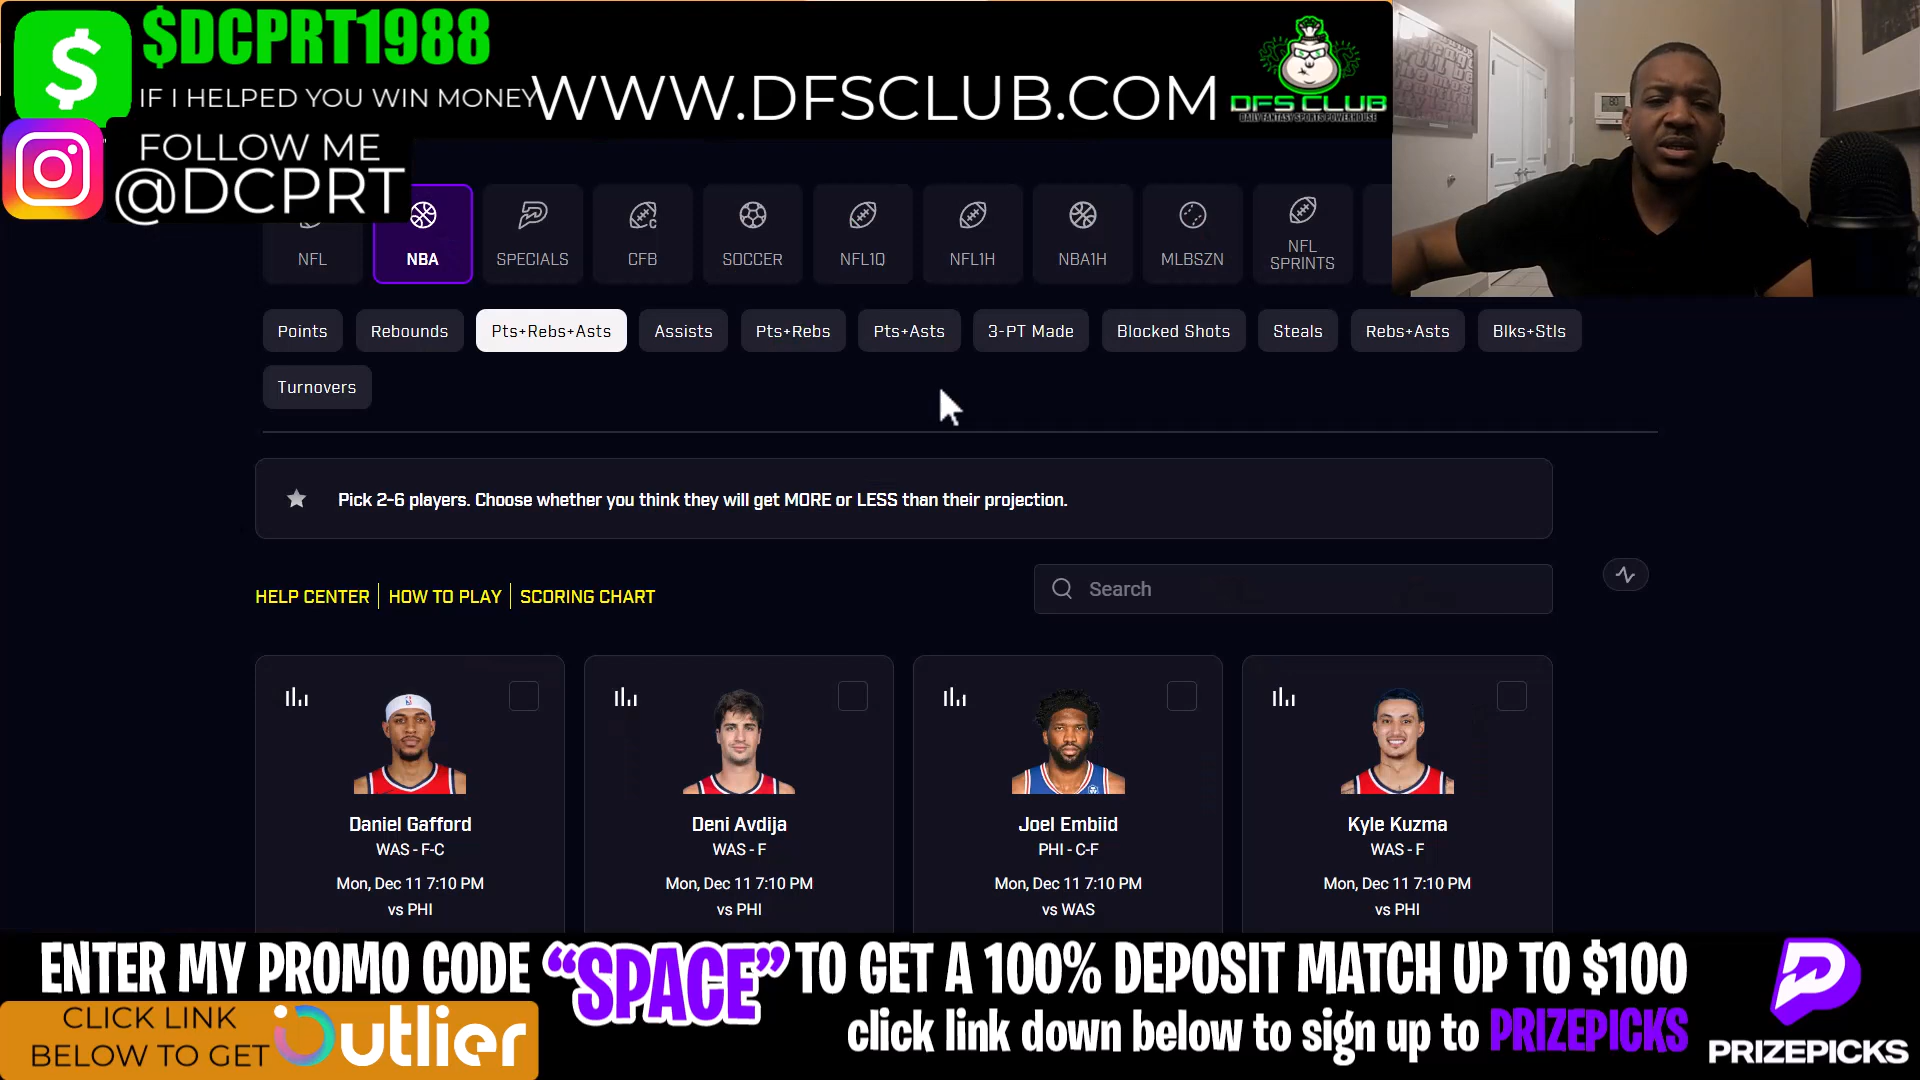 $DCPRT1988
IF I HELPED YOU WIN MONEY
WWW.DFSCLUB.COM
DFS CLUB
DAILY FANTASY SPORTS POWERHOUSE
FOLLOW ME
@DCPRT
NFL
NBA
SPECIALS
CFB
SOCCER
NFL1Q
NFL1H
NBA1H
MLBSZN
NFL
SPRINTS
Points
Rebounds
Pts+Rebs+Asts
Assists
Pts+Rebs
Pts+Asts
3-PT Made
Blocked Shots
Steals
Rebs+Asts
Blks+Stls
Turnovers
Pick 2-6 players. Choose whether you think they will get MORE or LESS than their projection.
HELP CENTER
HOW TO PLAY
SCORING CHART
Search
Daniel Gafford
WAS - F-C
Mon, Dec 11 7:10 PM
vs PHI
Deni Avdija
WAS - F
Mon, Dec 11 7:10 PM
vs PHI
Joel Embiid
PHI - C-F
Mon, Dec 11 7:10 PM
vs WAS
Kyle Kuzma
WAS - F
Mon, Dec 11 7:10 PM
vs PHI
ENTER MY PROMO CODE “SPACE” TO GET A 100% DEPOSIT MATCH UP TO $100
click link down below to sign up to PRIZEPICKS
CLICK LINK
BELOW TO GET
Outlier
PRIZEPICKS